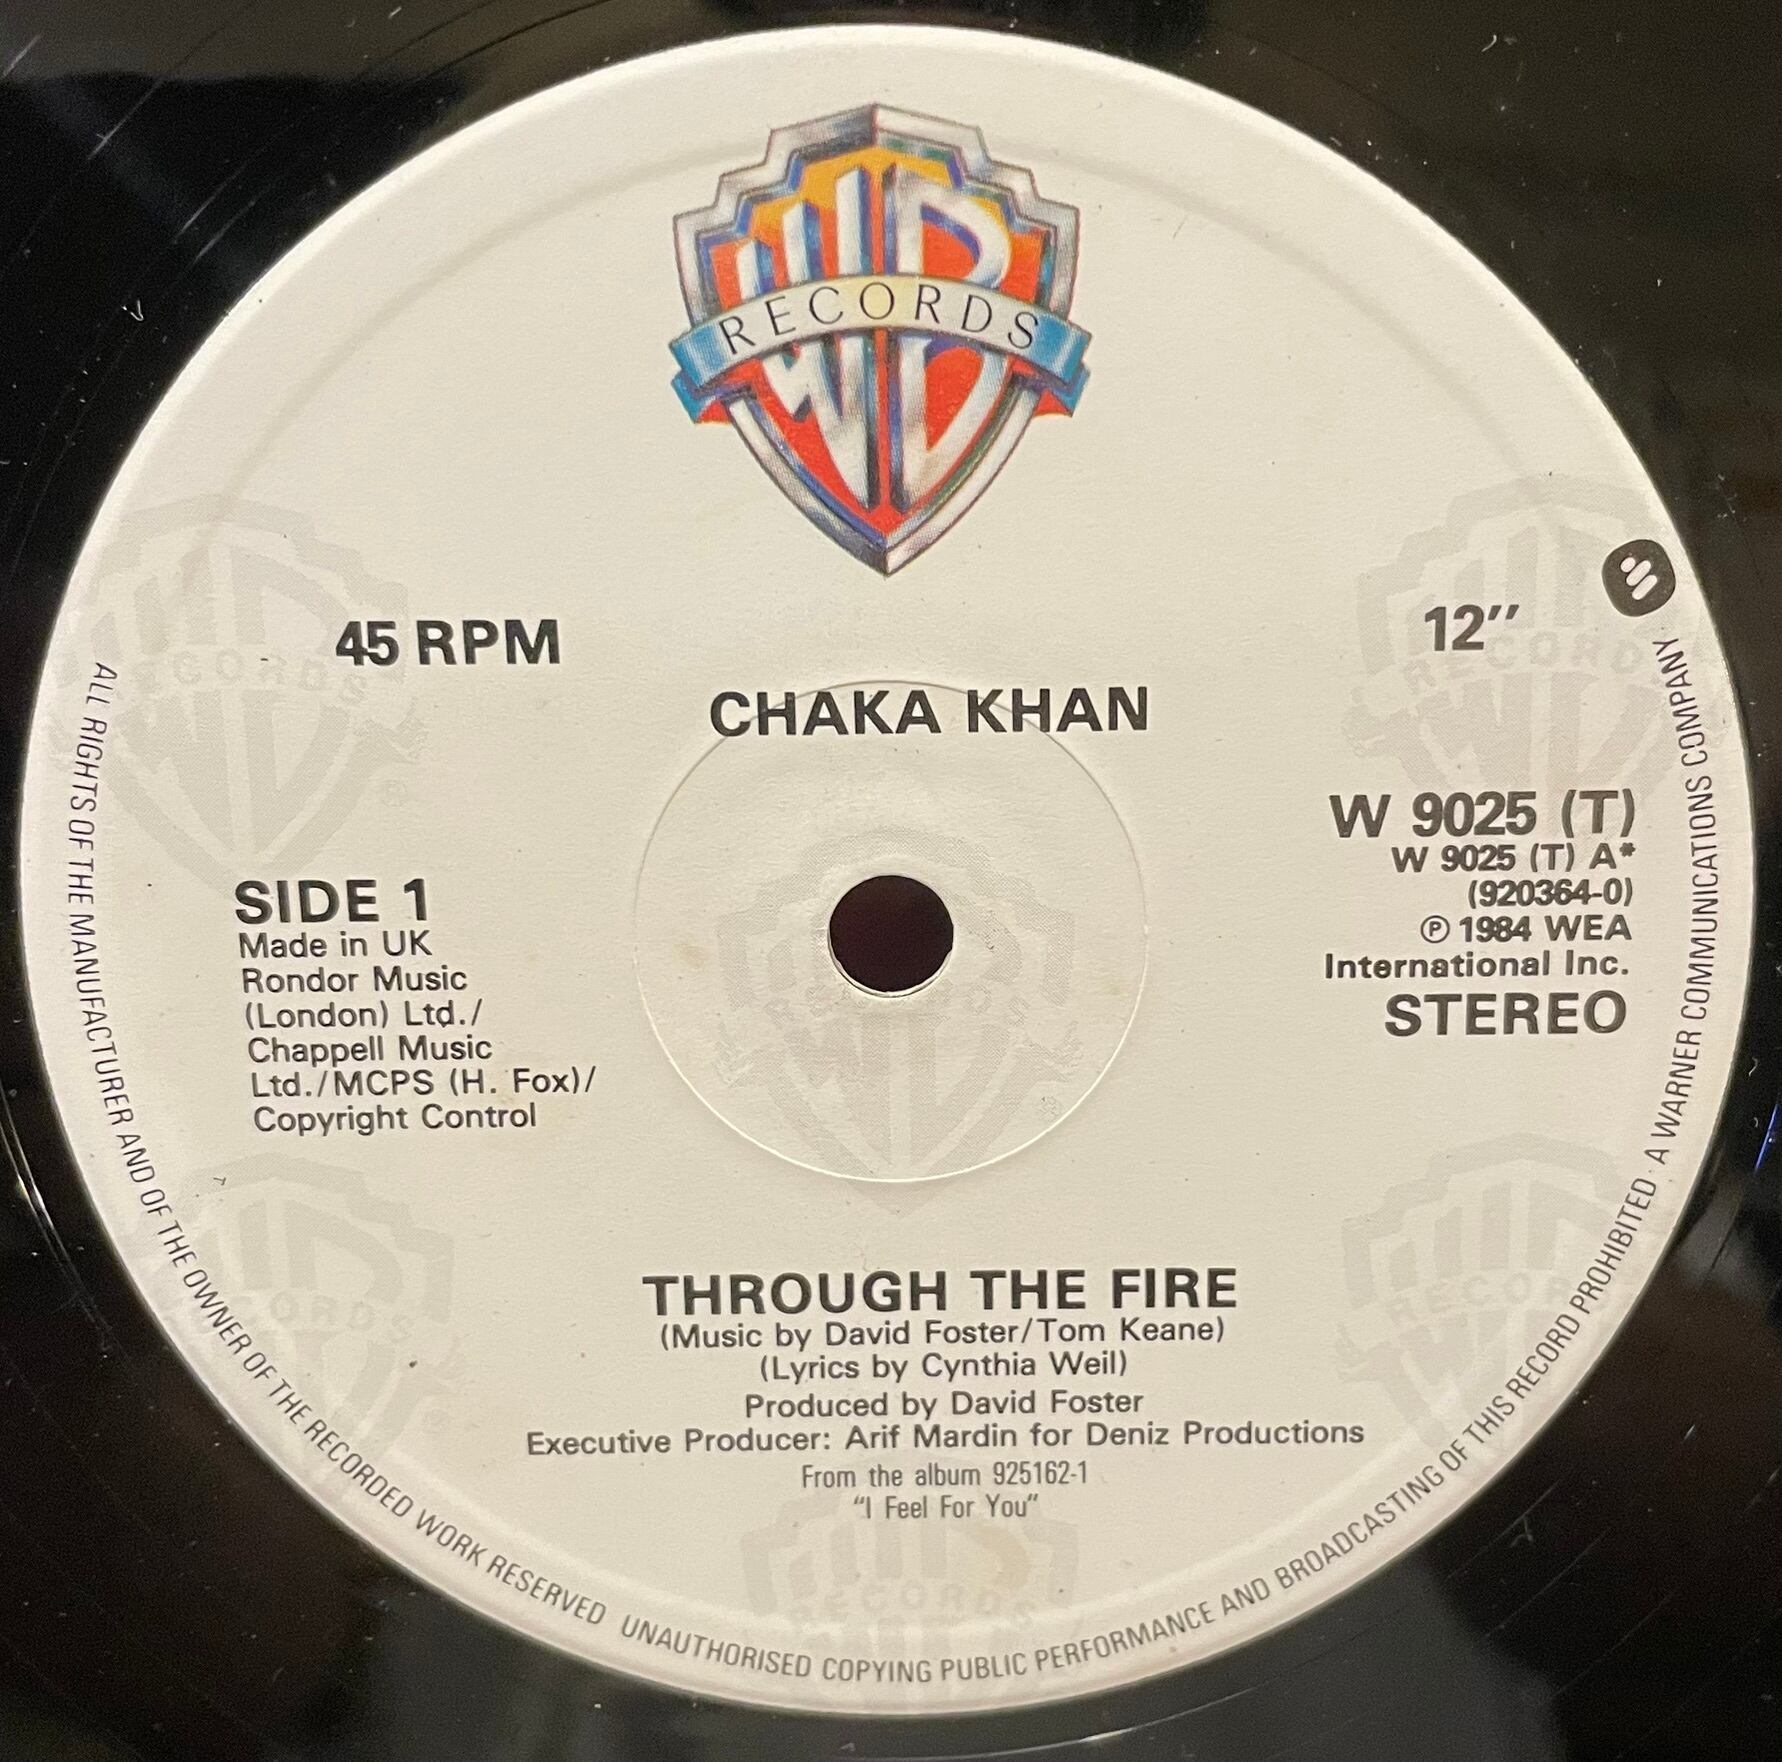 WB
RECORDS
45 RPM
12"
CHAKA KHAN
SIDE 1
Made in UK
Rondor Music
(London) Ltd./
Chappell Music
Ltd./MCPS (H. Fox)/
Copyright Control
W 9025 (T)
W 9025 (T) A*
(920364-0)
℗ 1984 WEA
International Inc.
STEREO
THROUGH THE FIRE
(Music by David Foster/Tom Keane)
(Lyrics by Cynthia Weil)
Produced by David Foster
Executive Producer: Arif Mardin for Deniz Productions
From the album 925162-1
"I Feel For You"
ALL RIGHTS OF THE MANUFACTURER AND OF THE OWNER OF THE RECORDED WORK RESERVED UNAUTHORISED COPYING PUBLIC PERFORMANCE AND BROADCASTING OF THIS RECORD PROHIBITED · A WARNER COMMUNICATIONS COMPANY